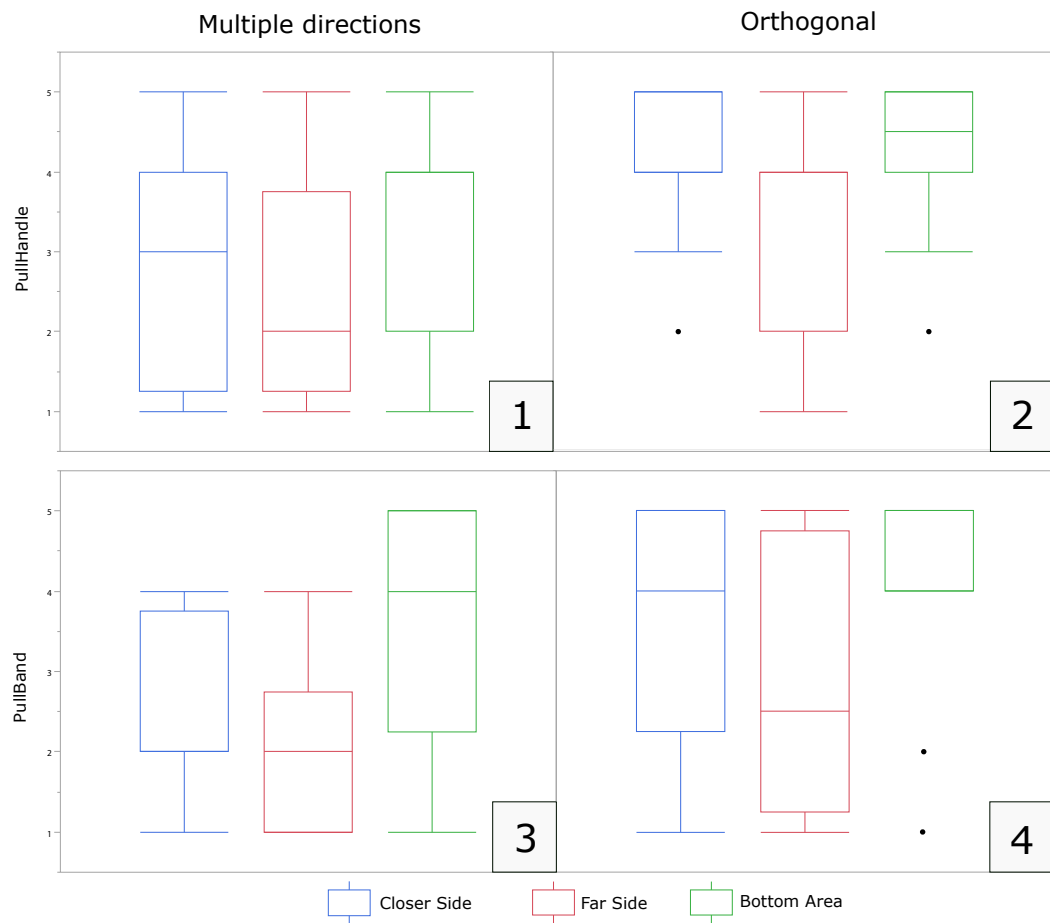 Multiple directions
Orthogonal
PullHandle
5
4
3
2
1
1
2
PullBand
5
4
3
2
1
3
4
Closer Side
Far Side
Bottom Area